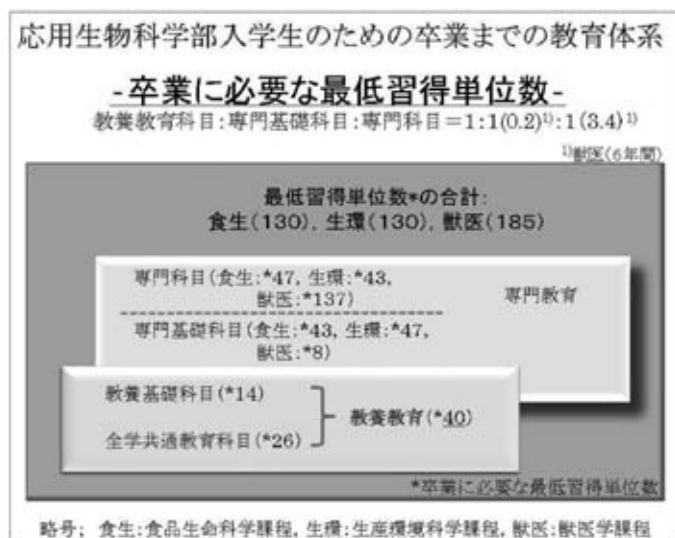 応用生物科学部入学生のための卒業までの教育体系
-卒業に必要な最低習得単位数-
教養教育科目:専門基礎科目:専門科目=1:1(0.2)¹⁾:1(3.4)¹⁾
¹⁾獣医(6年間)
最低習得単位数*の合計:
食生(130), 生環(130), 獣医(185)
専門科目(食生:*47, 生環:*43,
獣医:*137)
専門教育
専門基礎科目(食生:*43, 生環:*47,
獣医:*8)
教養基礎科目(*14)
教養教育(*40)
全学共通教育科目(*26)
*卒業に必要な最低習得単位数
略号; 食生:食品生命科学課程, 生環:生産環境科学課程, 獣医:獣医学課程